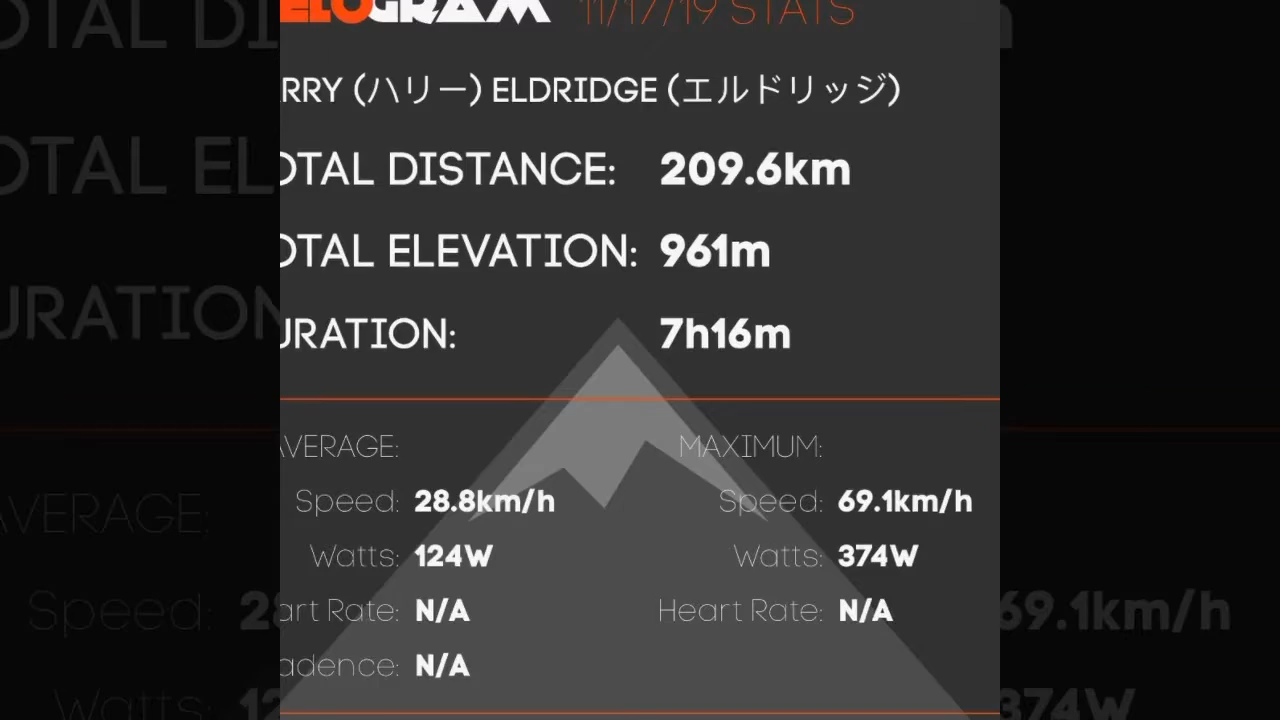 ELOGRAM 11/17/19 STATS
RRY (ハリー) ELDRIDGE (エルドリッジ)
OTAL DISTANCE: 209.6km
OTAL ELEVATION: 961m
URATION: 7h16m
AVERAGE: MAXIMUM:
Speed: 28.8km/h Speed: 69.1km/h
Watts: 124W Watts: 374W
art Rate: N/A Heart Rate: N/A
adence: N/A